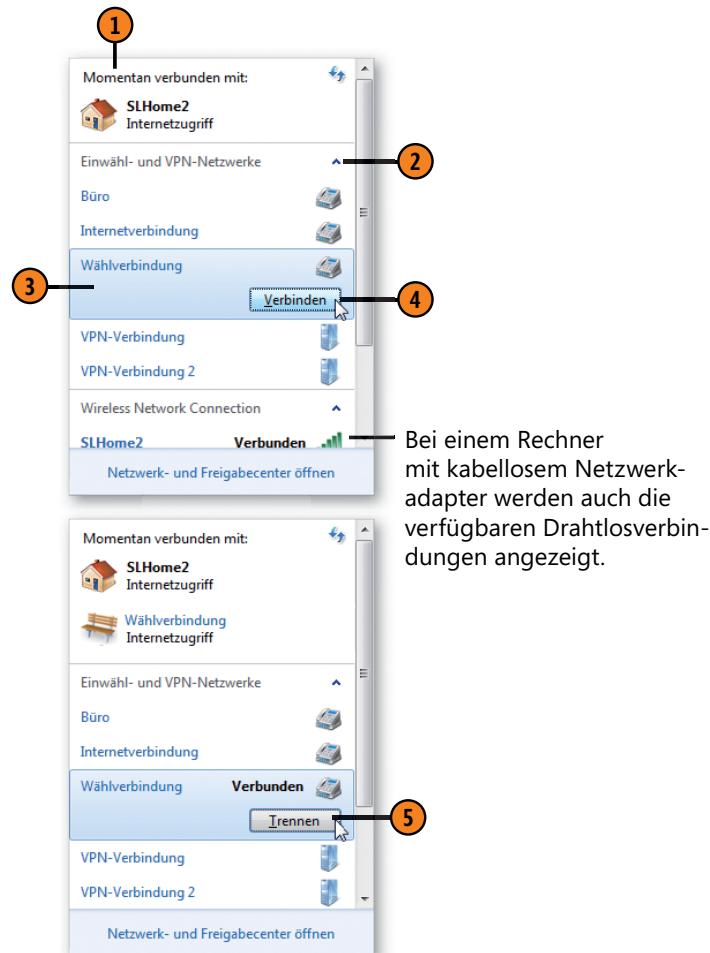 1
Momentan verbunden mit:
SLHome2
Internetzugriff
Einwähl- und VPN-Netzwerke
2
Büro
Internetverbindung
Wählverbindung
3
Verbinden
4
VPN-Verbindung
VPN-Verbindung 2
Wireless Network Connection
SLHome2 Verbunden
Netzwerk- und Freigabecenter öffnen
Bei einem Rechner
mit kabellosem Netzwerk-
adapter werden auch die
verfügbaren Drahtlosverbin-
dungen angezeigt.
Momentan verbunden mit:
SLHome2
Internetzugriff
Wählverbindung
Internetzugriff
Einwähl- und VPN-Netzwerke
Büro
Internetverbindung
Wählverbindung Verbunden
Trennen
5
VPN-Verbindung
VPN-Verbindung 2
Netzwerk- und Freigabecenter öffnen